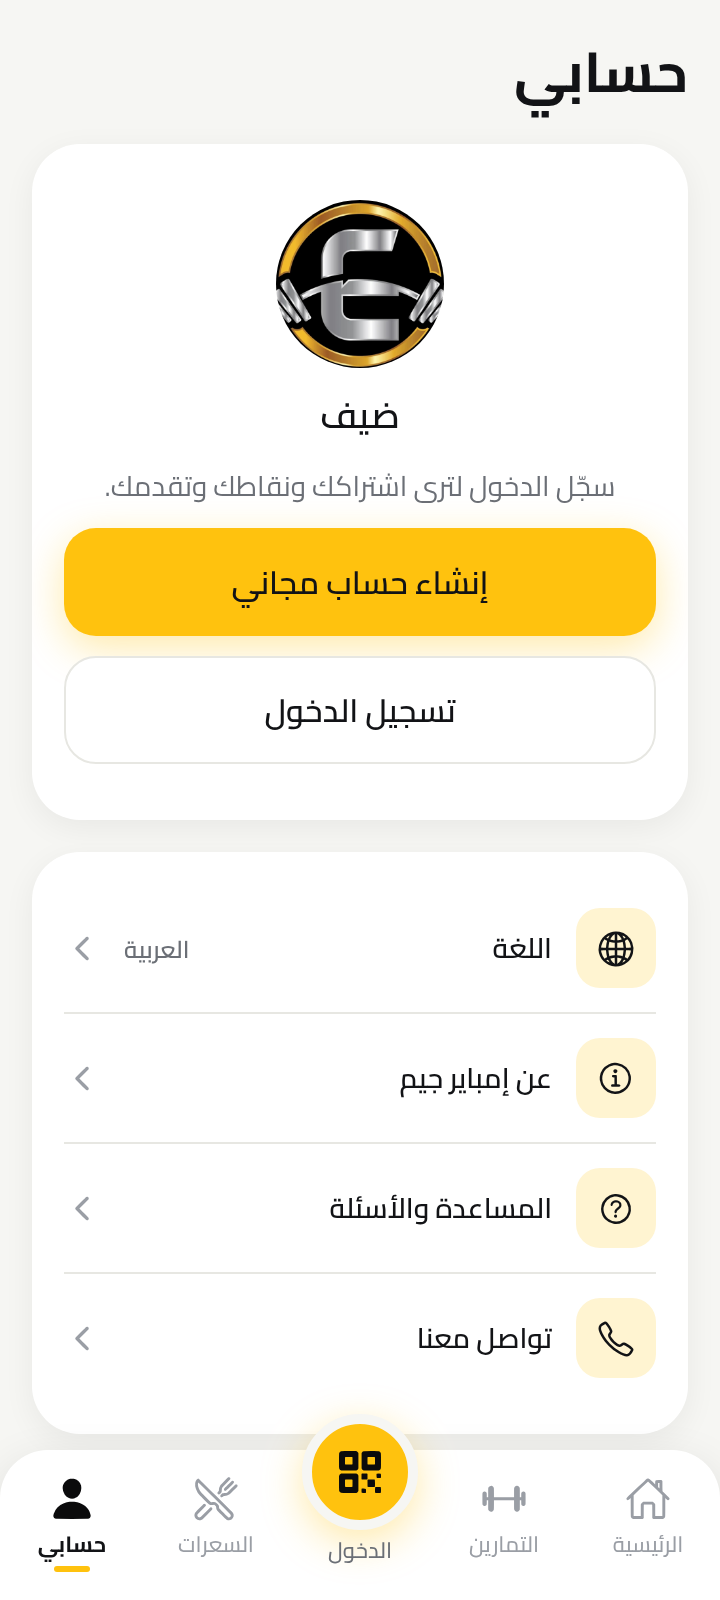 حسابي
ضيف
سجّل الدخول لترى اشتراكك ونقاطك وتقدمك.
إنشاء حساب مجاني
تسجيل الدخول
اللغة
العربية
عن إمباير جيم
المساعدة والأسئلة
تواصل معنا
الرئيسية
التمارين
الدخول
السعرات
حسابي